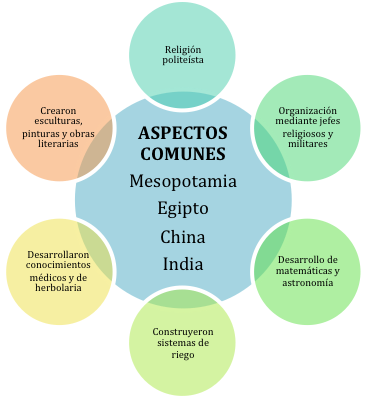 Religión
politeísta
Organización
mediante jefes
religiosos y
militares
Desarrollo de
matemáticas y
astronomía
Construyeron
sistemas de
riego
Desarrollaron
conocimientos
médicos y de
herbolaria
Crearon
esculturas,
pinturas y obras
literarias
ASPECTOS
COMUNES
Mesopotamia
Egipto
China
India